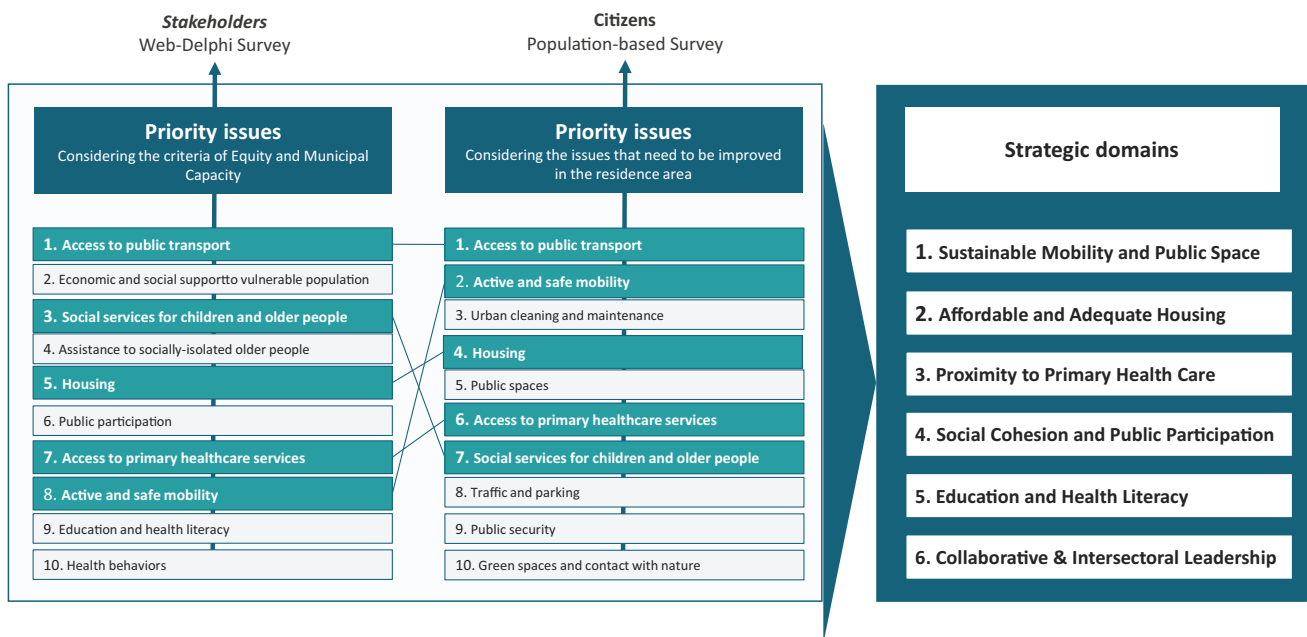 Stakeholders
Web-Delphi Survey
Citizens
Population-based Survey
Priority issues
Considering the criteria of Equity and Municipal
Capacity
1. Access to public transport
2. Economic and social supportto vulnerable population
3. Social services for children and older people
4. Assistance to socially-isolated older people
5. Housing
6. Public participation
7. Access to primary healthcare services
8. Active and safe mobility
9. Education and health literacy
10. Health behaviors
Priority issues
Considering the issues that need to be improved
in the residence area
1. Access to public transport
2. Active and safe mobility
3. Urban cleaning and maintenance
4. Housing
5. Public spaces
6. Access to primary healthcare services
7. Social services for children and older people
8. Traffic and parking
9. Public security
10. Green spaces and contact with nature
Strategic domains
1. Sustainable Mobility and Public Space
2. Affordable and Adequate Housing
3. Proximity to Primary Health Care
4. Social Cohesion and Public Participation
5. Education and Health Literacy
6. Collaborative & Intersectoral Leadership